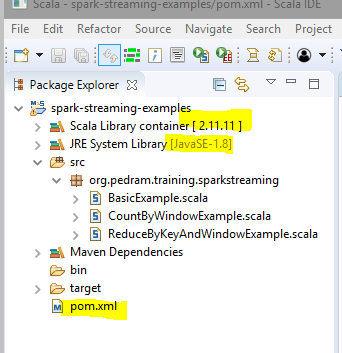 Scala - spark-streaming-examples/pom.xml - Scala IDE
File Edit Refactor Source Navigate Search Project
Package Explorer
spark-streaming-examples
Scala Library container [ 2.11.11 ]
JRE System Library [JavaSE-1.8]
src
org.pedram.training.sparkstreaming
BasicExample.scala
CountByWindowExample.scala
ReduceByKeyAndWindowExample.scala
Maven Dependencies
bin
target
pom.xml